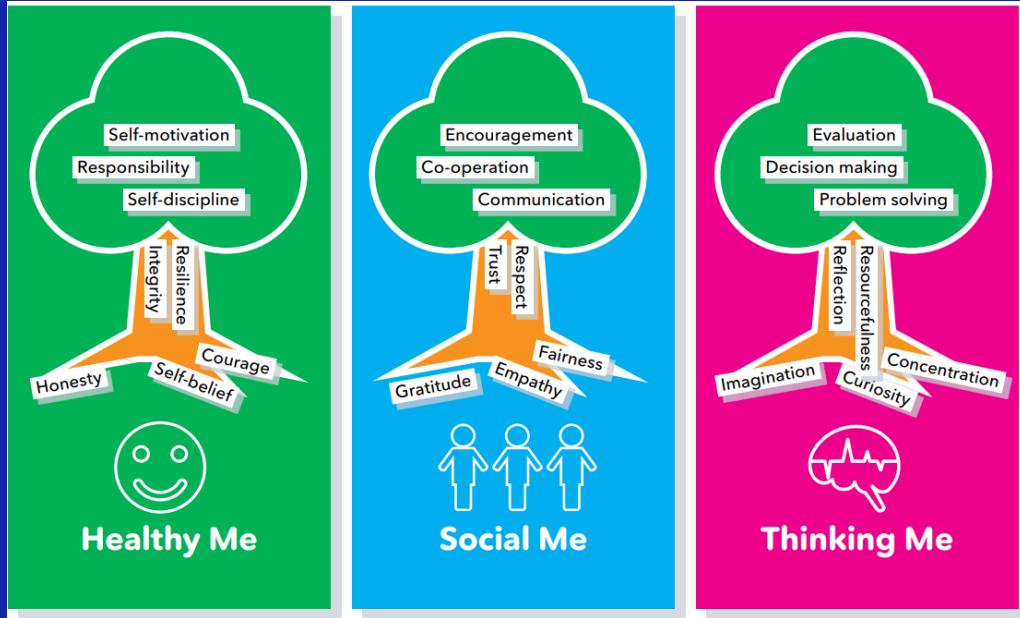 Self-motivation
Responsibility
Self-discipline
Integrity
Resilience
Honesty
Self-belief
Courage
Healthy Me
Encouragement
Co-operation
Communication
Trust
Respect
Gratitude
Empathy
Fairness
Social Me
Evaluation
Decision making
Problem solving
Reflection
Resourcefulness
Imagination
Curiosity
Concentration
Thinking Me